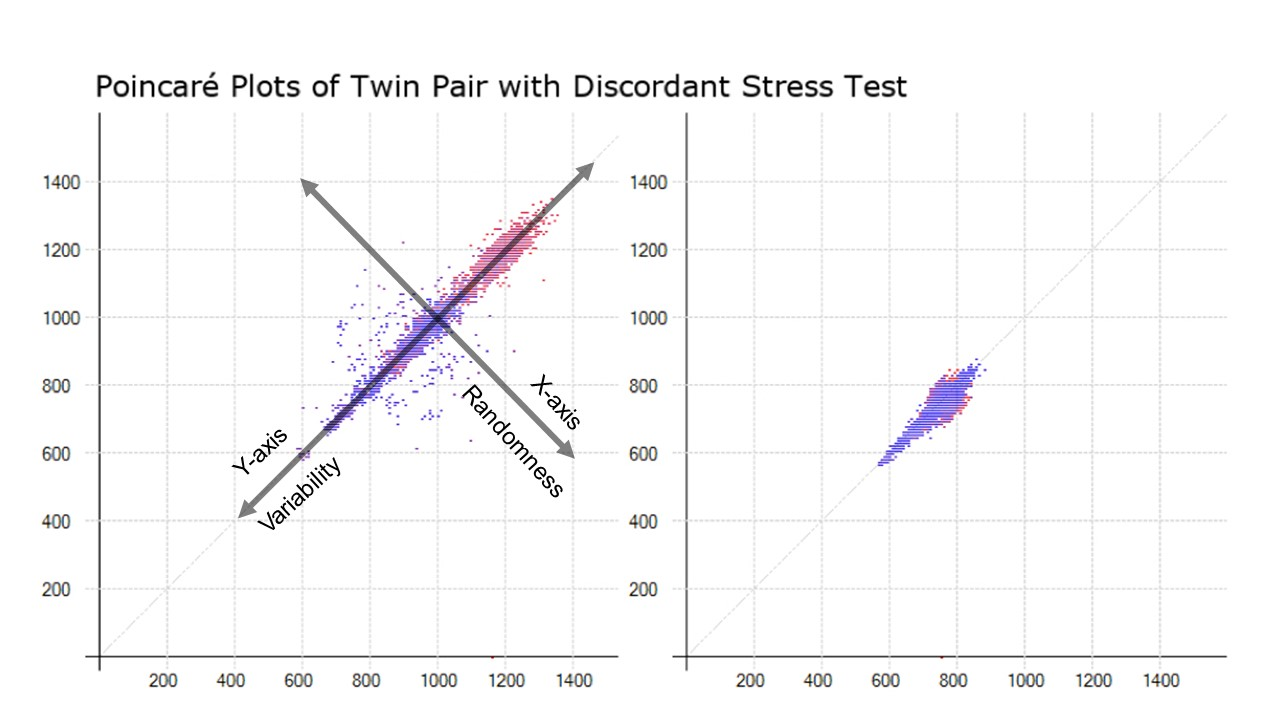 Poincaré Plots of Twin Pair with Discordant Stress Test
1400
1200
1000
800
600
400
200
200 400 600 800 1000 1200 1400
X-axis
Randomness
Y-axis
Variability
1400
1200
1000
800
600
400
200
200 400 600 800 1000 1200 1400